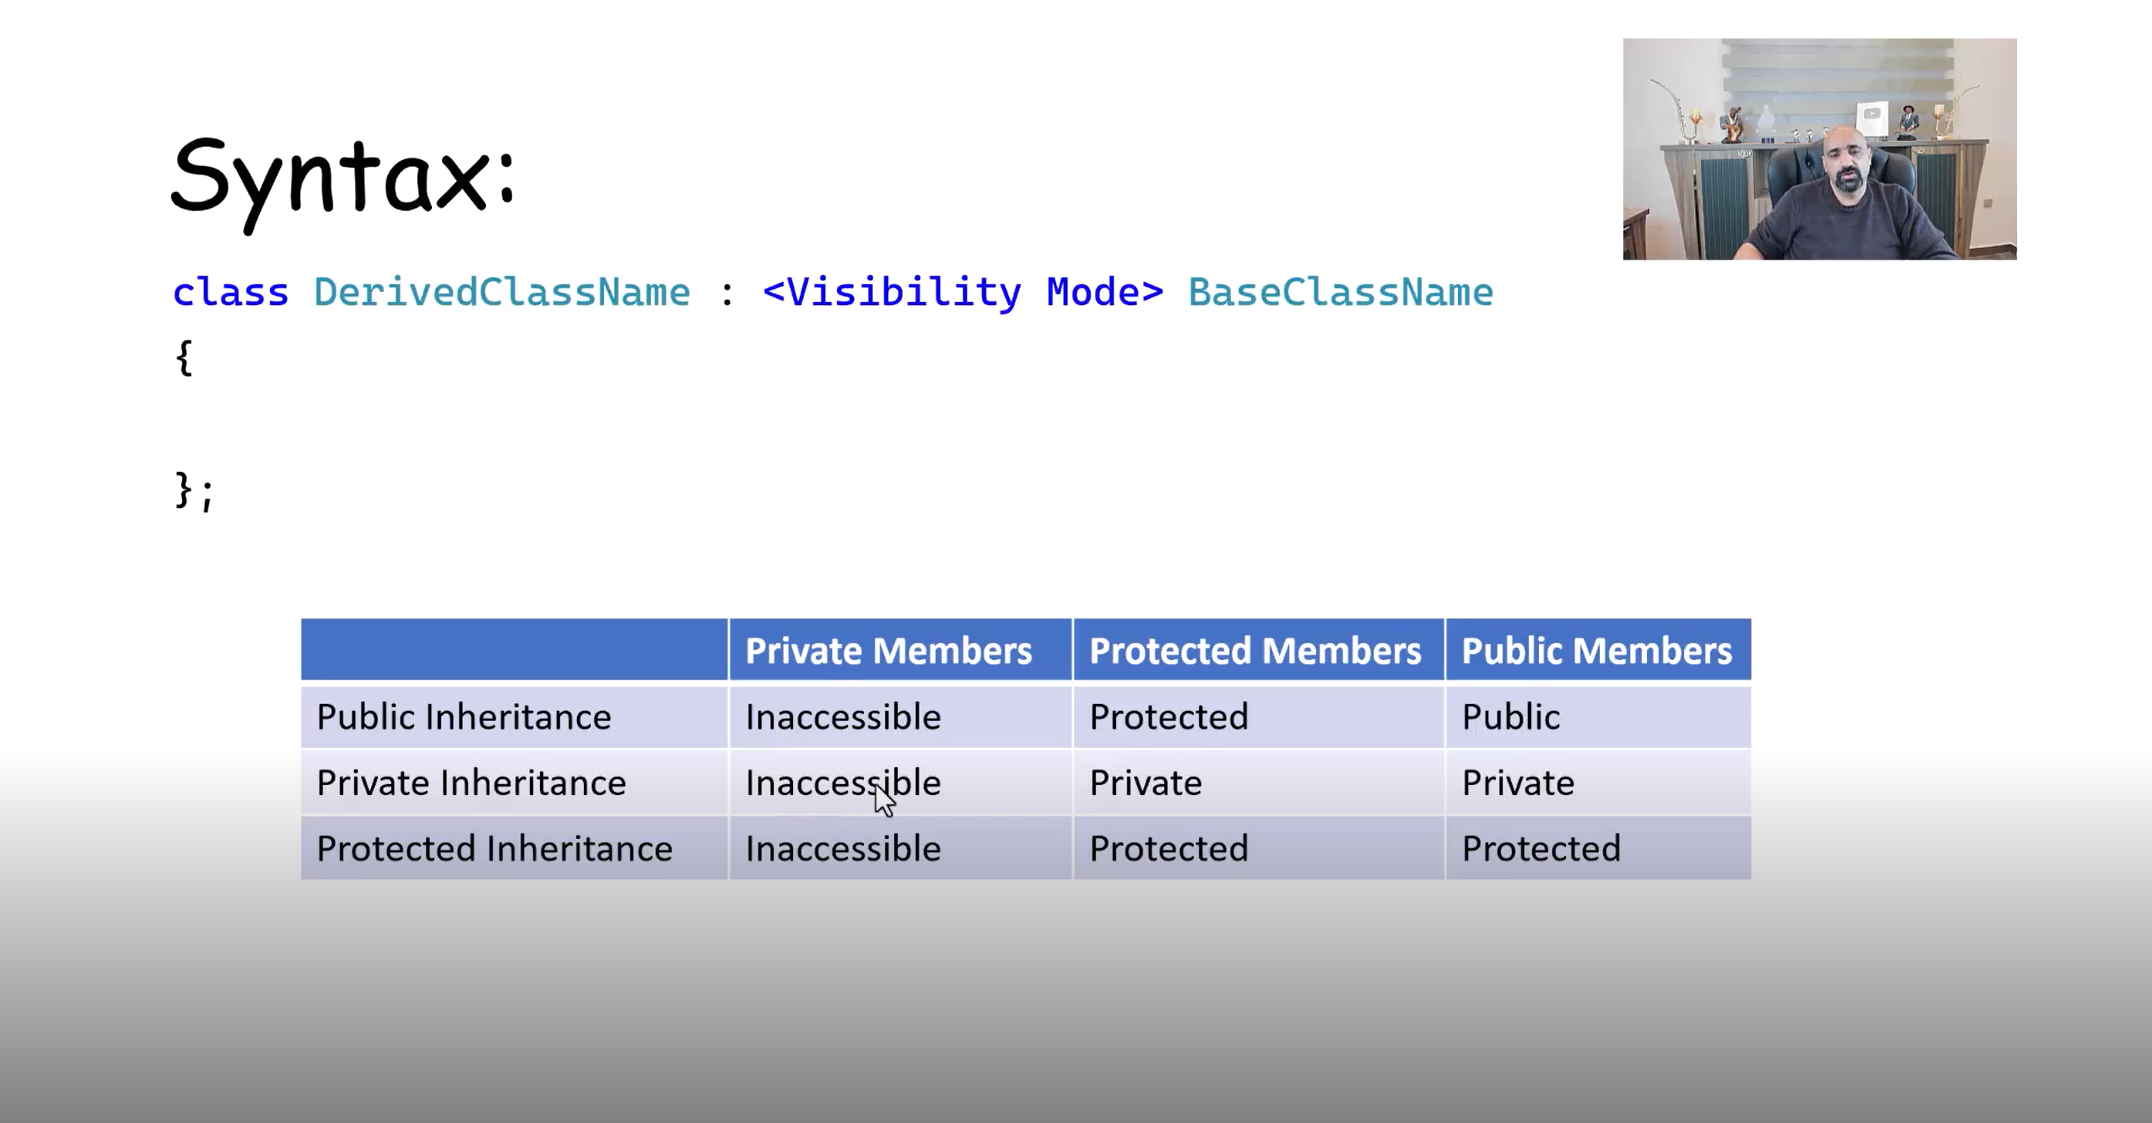 Syntax:
class DerivedClassName : <Visibility Mode> BaseClassName
{
};
Private Members Protected Members Public Members
Public Inheritance Inaccessible Protected Public
Private Inheritance Inaccessible Private Private
Protected Inheritance Inaccessible Protected Protected